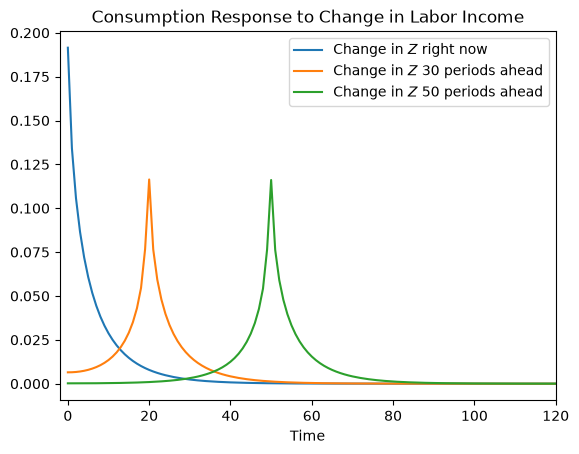 Consumption Response to Change in Labor Income
0.200
0.175
0.150
0.125
0.100
0.075
0.050
0.025
0.000
Change in Z right now
Change in Z 30 periods ahead
Change in Z 50 periods ahead
0 20 40 60 80 100 120
Time